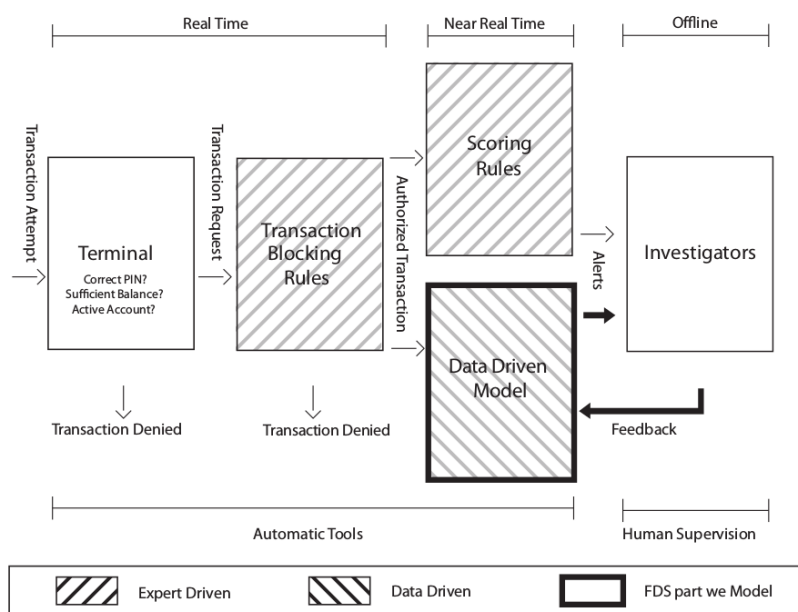 Real Time
Near Real Time
Offline
Transaction Attempt
Terminal
Correct PIN?
Sufficient Balance?
Active Account?
Transaction Request
Transaction
Blocking
Rules
Authorized Transaction
Scoring
Rules
Data Driven
Model
Alerts
Investigators
Transaction Denied
Transaction Denied
Feedback
Automatic Tools
Human Supervision
Expert Driven
Data Driven
FDS part we Model